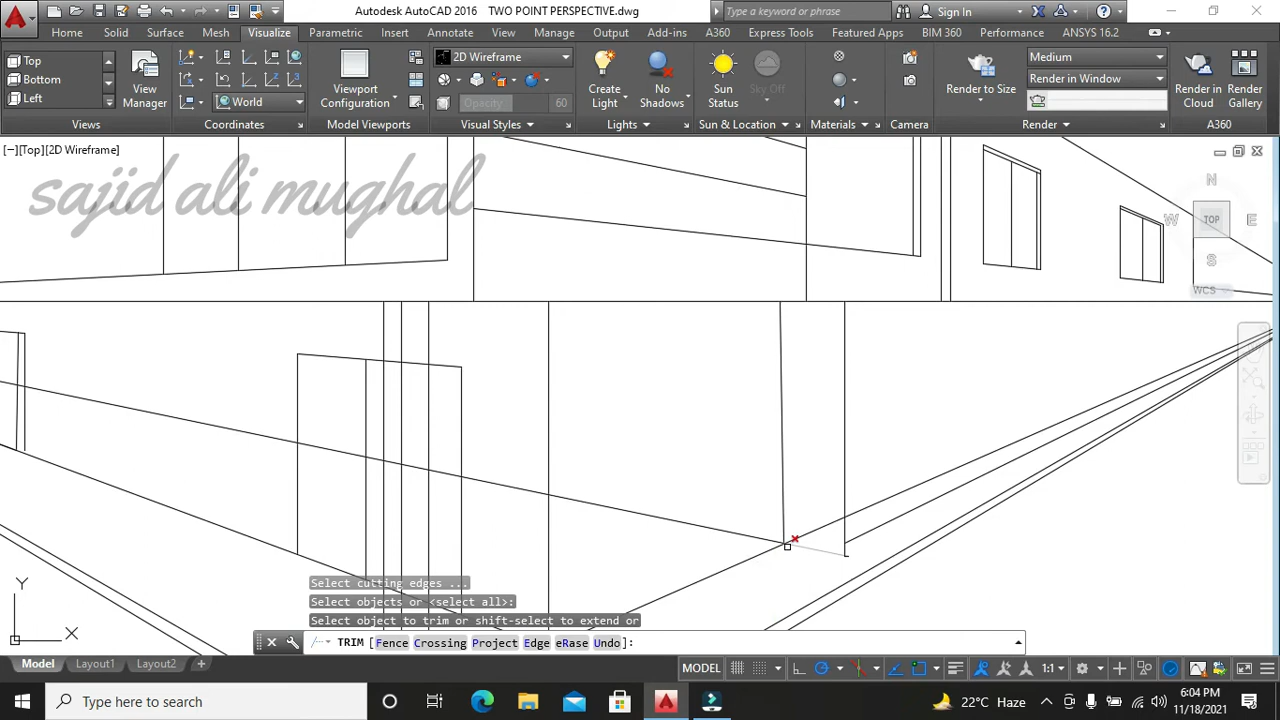 Autodesk AutoCAD 2016 TWO POINT PERSPECTIVE.dwg
Type a keyword or phrase
Sign In
Home Solid Surface Mesh Visualize Parametric Insert Annotate View Manage Output Add-ins A360 Express Tools Featured Apps BIM 360 Performance ANSYS 16.2
Top
Bottom
Left
View Manager
Views
World
Coordinates
Viewport Configuration
Model Viewports
2D Wireframe
Opacity 60
Visual Styles
Create Light
No Shadows
Lights
Sun Status
Sky Off
Sun & Location
Materials
Camera
Render to Size
Medium
Render in Window
Render
Render in Cloud
Render Gallery
A360
[−][Top][2D Wireframe]
sajid ali mughal
N
W TOP E
S
WCS
Y
X
Select cutting edges ...
Select objects or <select all>:
Select object to trim or shift-select to extend or
TRIM [Fence Crossing Project Edge eRase Undo]:
Model Layout1 Layout2 +
MODEL
1:1
Type here to search
22°C Haze
6:04 PM
11/18/2021